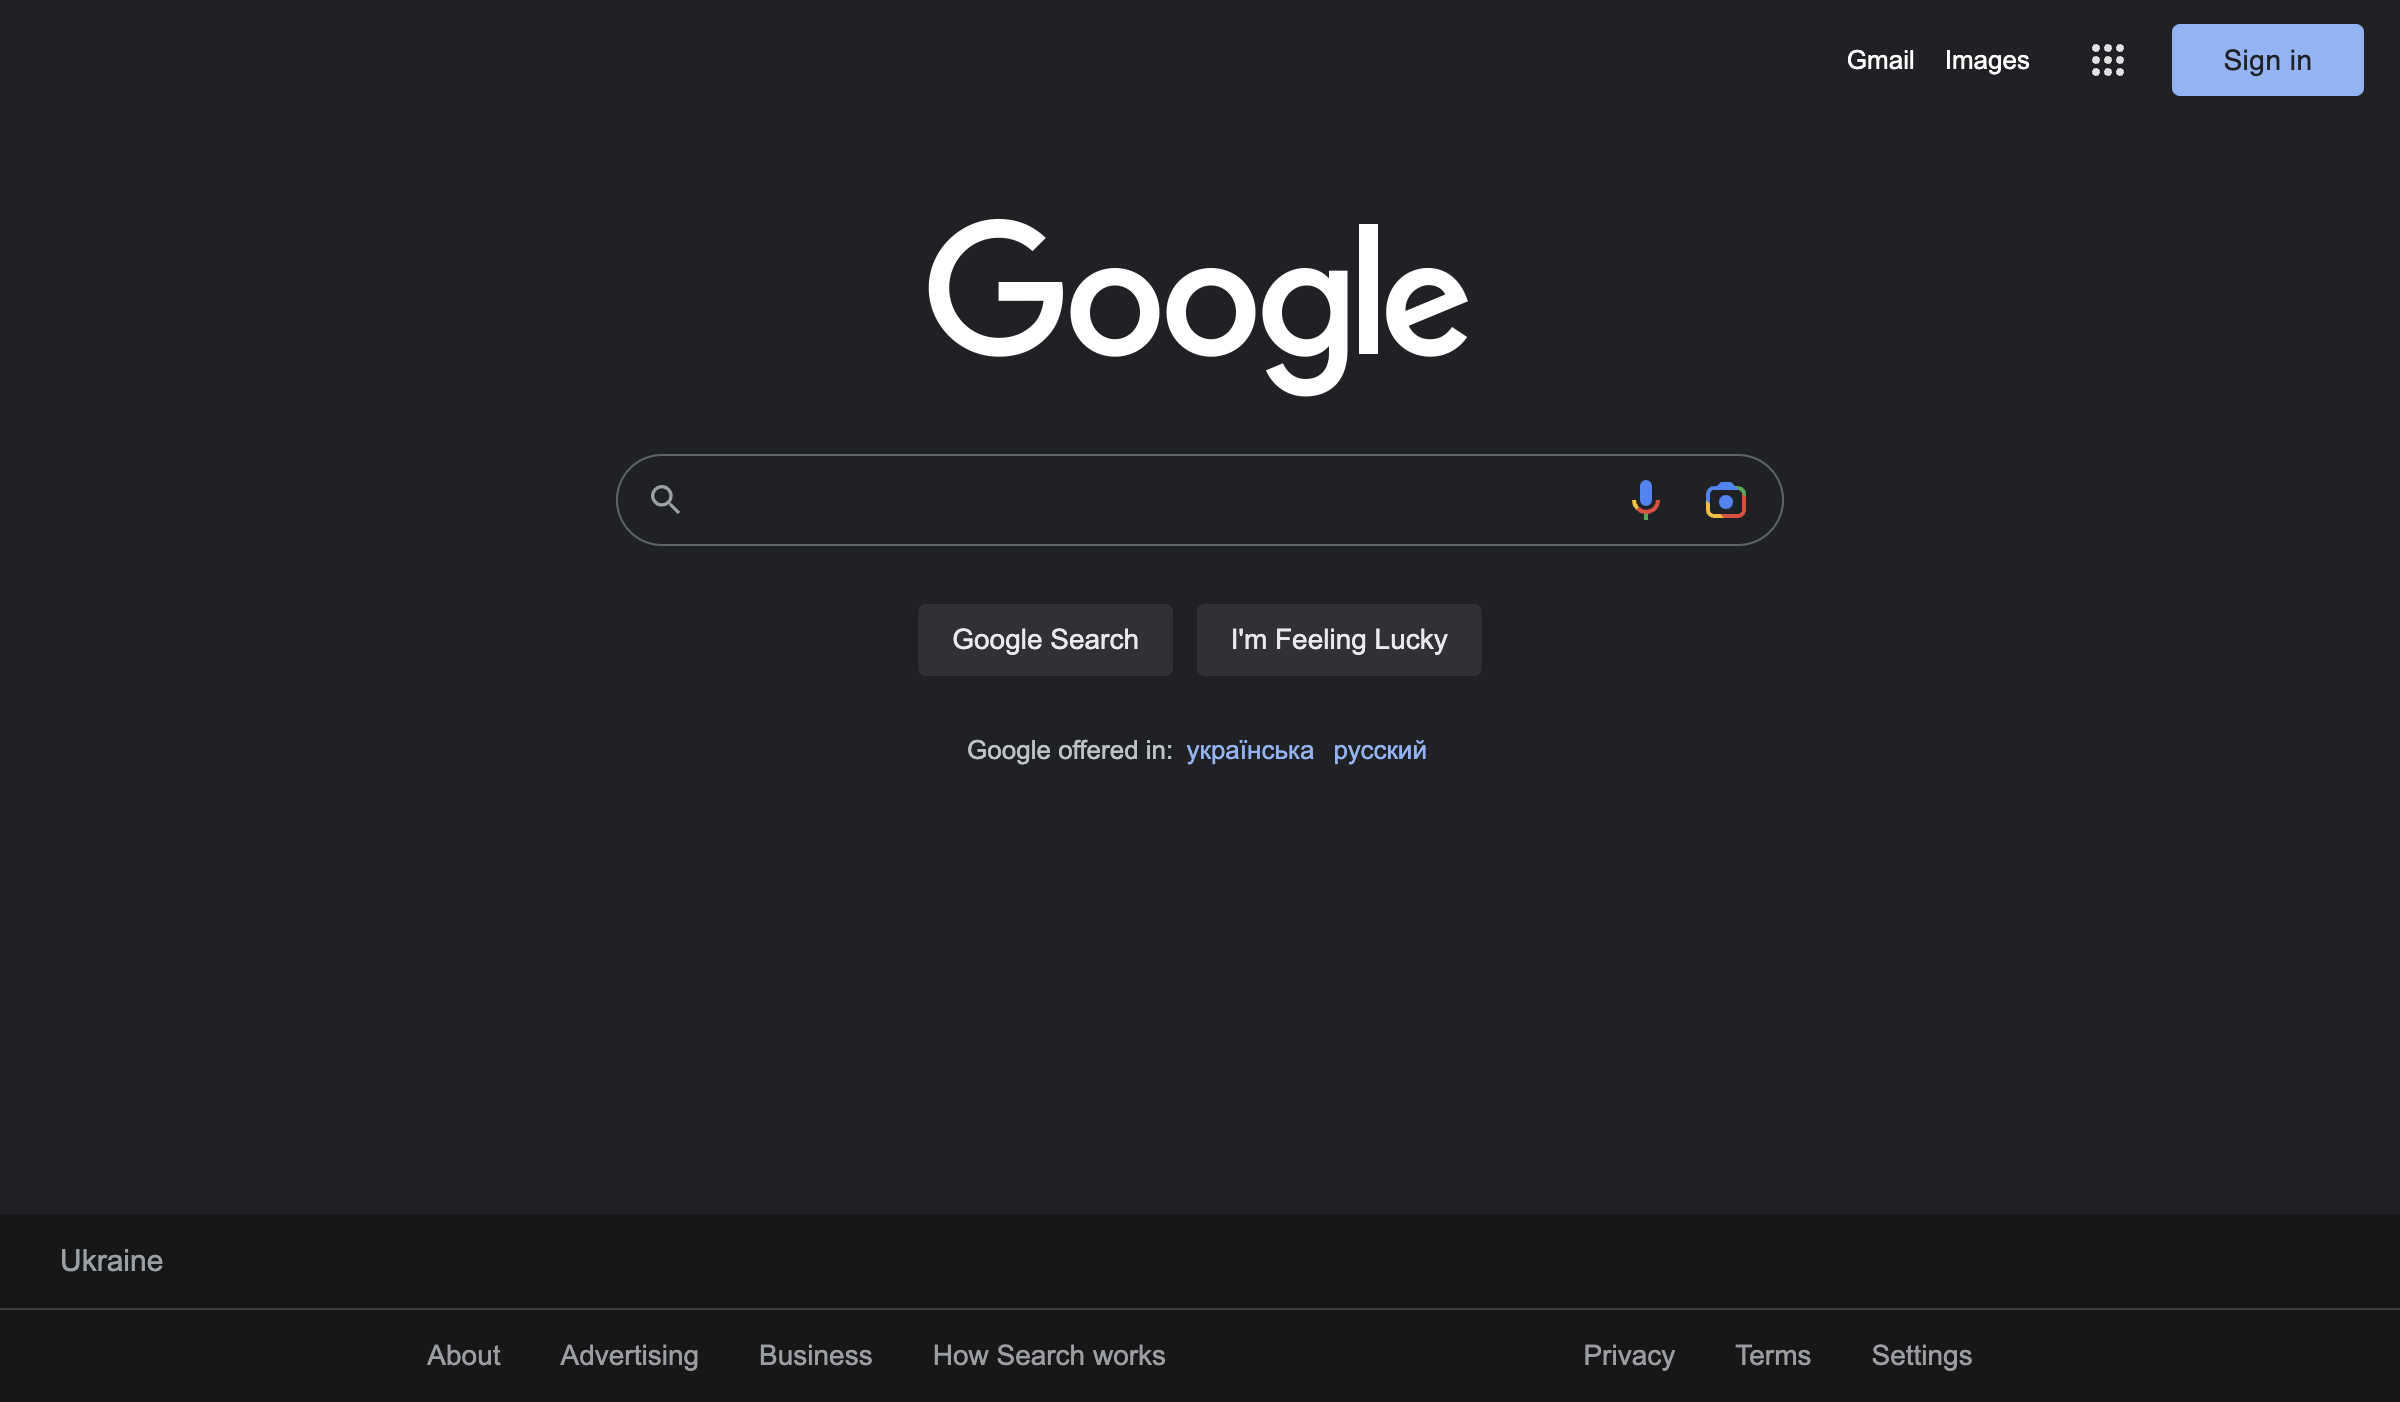 Gmail Images Sign in
Google
Google Search I'm Feeling Lucky
Google offered in: українська русский
Ukraine
About Advertising Business How Search works Privacy Terms Settings